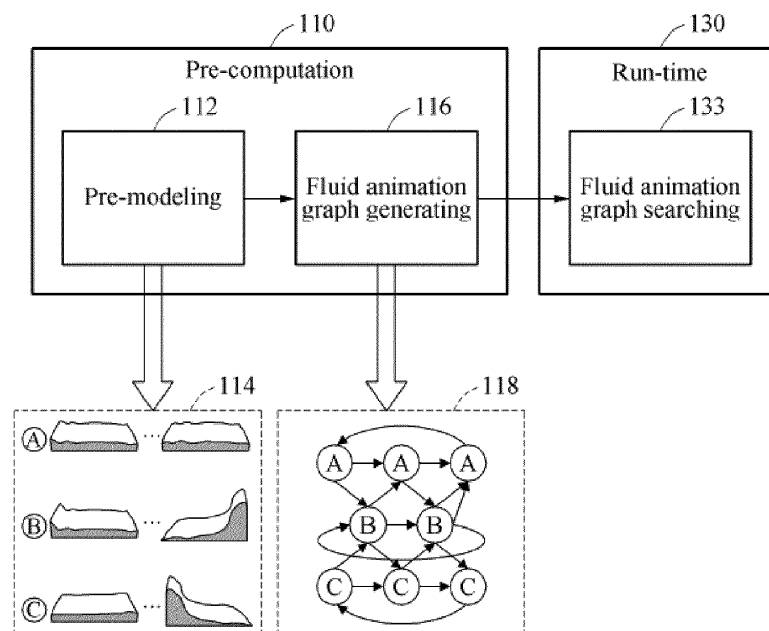 110
130
Pre-computation
Run-time
112
116
133
Pre-modeling
Fluid animation
graph generating
Fluid animation
graph searching
114
118
A ... 
B ...
C ...
A A A
B B
C C C